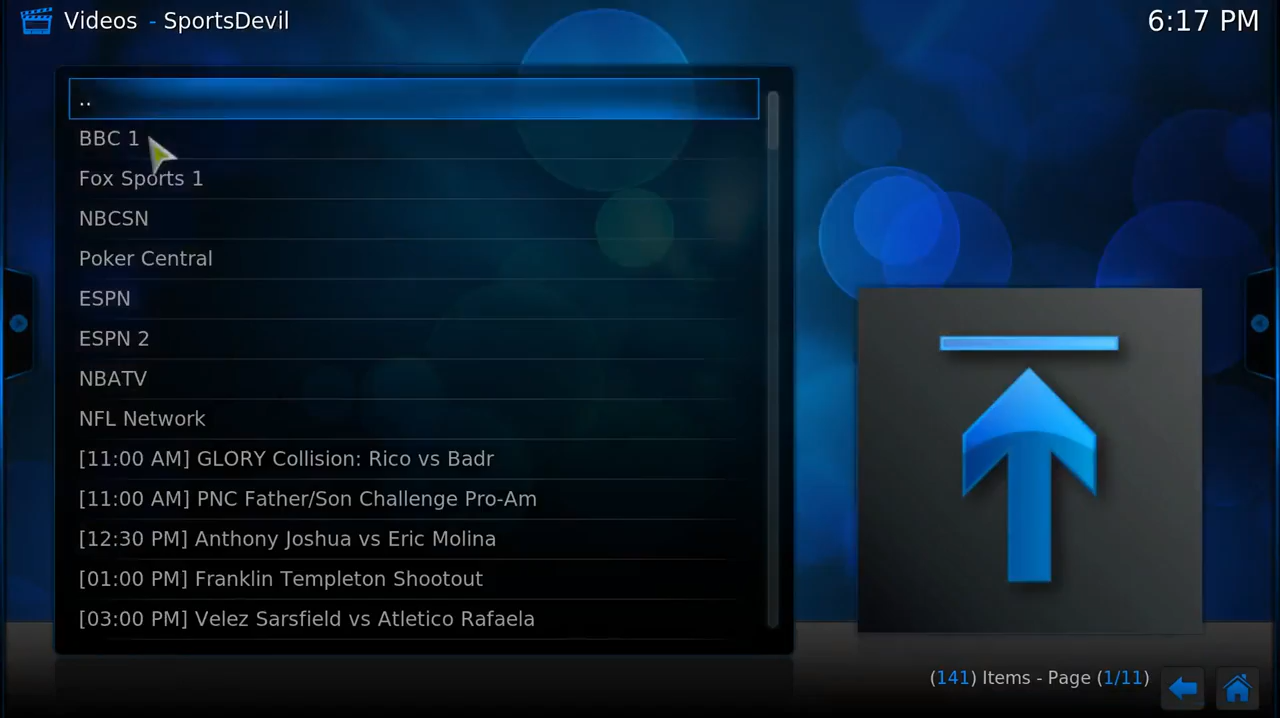 Videos - SportsDevil
6:17 PM
..
BBC 1
Fox Sports 1
NBCSN
Poker Central
ESPN
ESPN 2
NBATV
NFL Network
[11:00 AM] GLORY Collision: Rico vs Badr
[11:00 AM] PNC Father/Son Challenge Pro-Am
[12:30 PM] Anthony Joshua vs Eric Molina
[01:00 PM] Franklin Templeton Shootout
[03:00 PM] Velez Sarsfield vs Atletico Rafaela
(141) Items - Page (1/11)